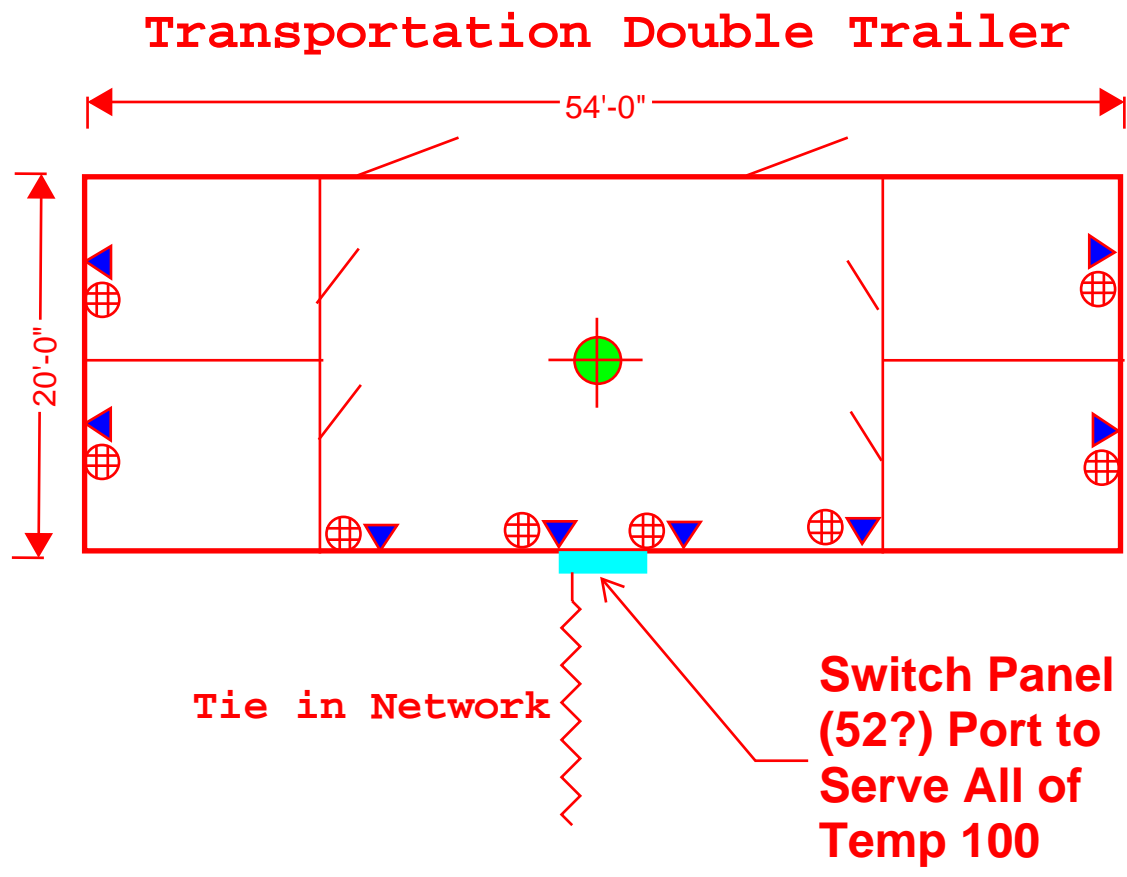 Transportation Double Trailer
54'-0"
20'-0"
Tie in Network
Switch Panel
(52?) Port to
Serve All of
Temp 100